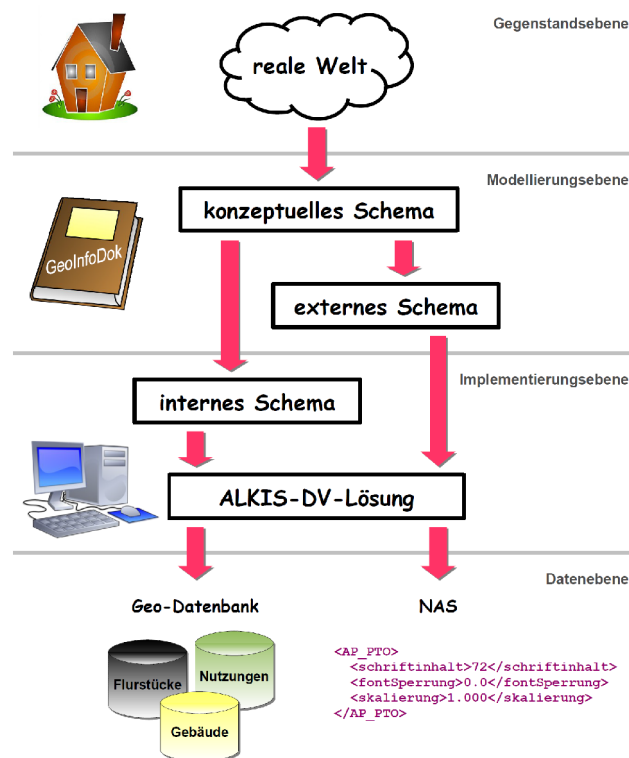 Gegenstandsebene
reale Welt
Modellierungsebene
konzeptuelles Schema
GeoInfoDok
externes Schema
Implementierungsebene
internes Schema
ALKIS-DV-Lösung
Datenebene
Geo-Datenbank
NAS
Flurstücke
Nutzungen
Gebäude
<AP_PTO>
<schriftinhalt>72</schriftinhalt>
<fontSperrung>0.0</fontSperrung>
<skalierung>1.000</skalierung>
</AP_PTO>